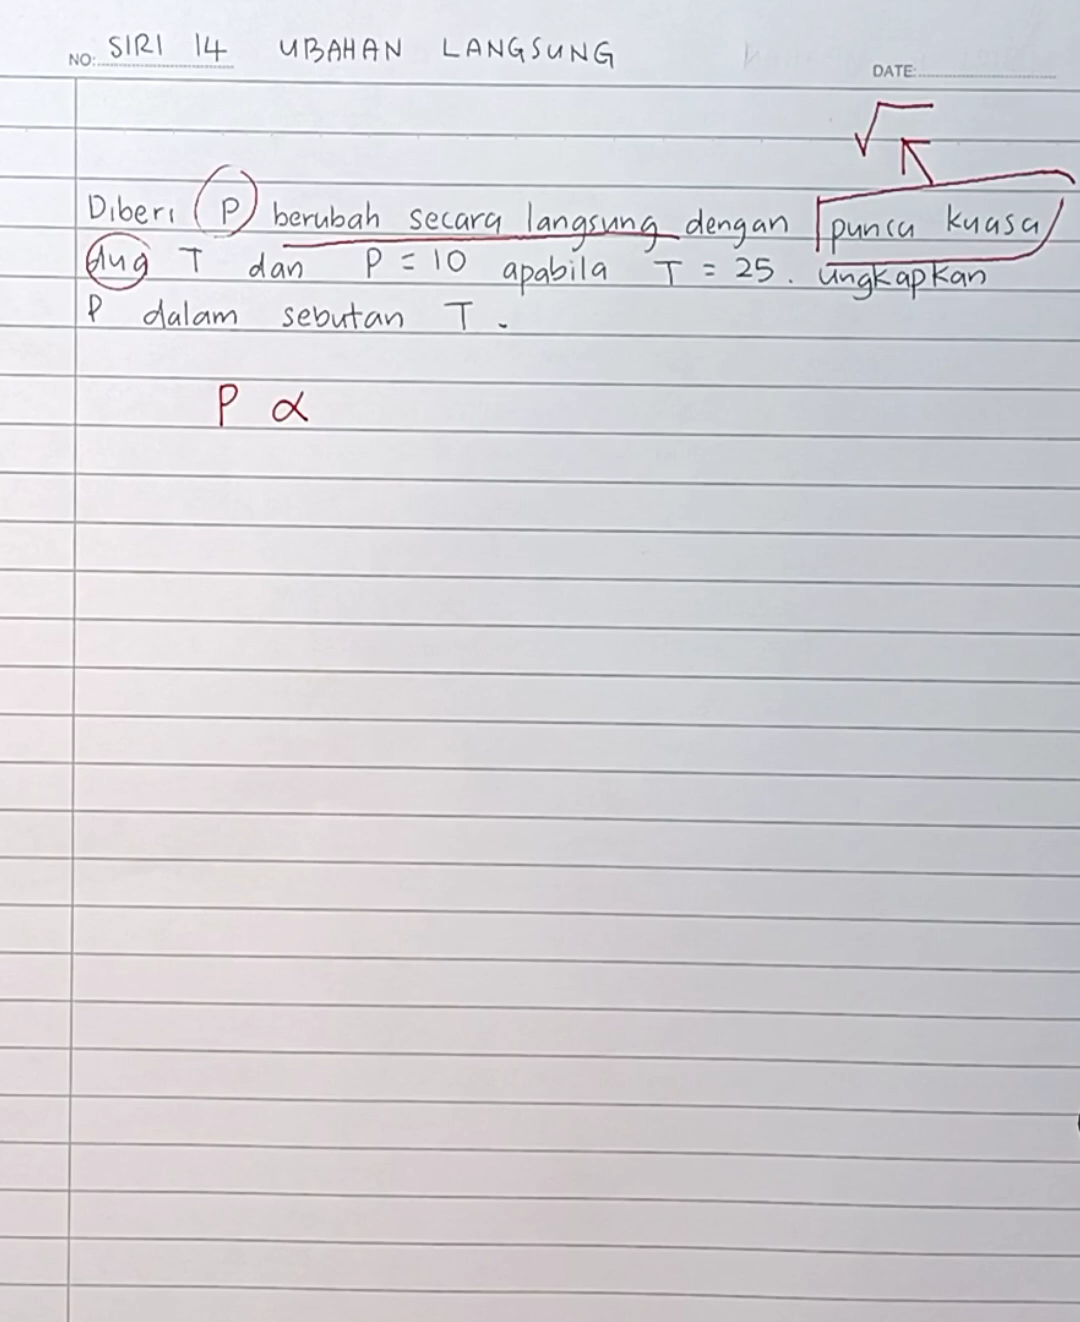 NO: SIRI 14 UBAHAN LANGSUNG
DATE:
√
Diberi P berubah secara langsung dengan punca kuasa
dua T dan P = 10 apabila T = 25. Ungkapkan
P dalam sebutan T.
P ∝